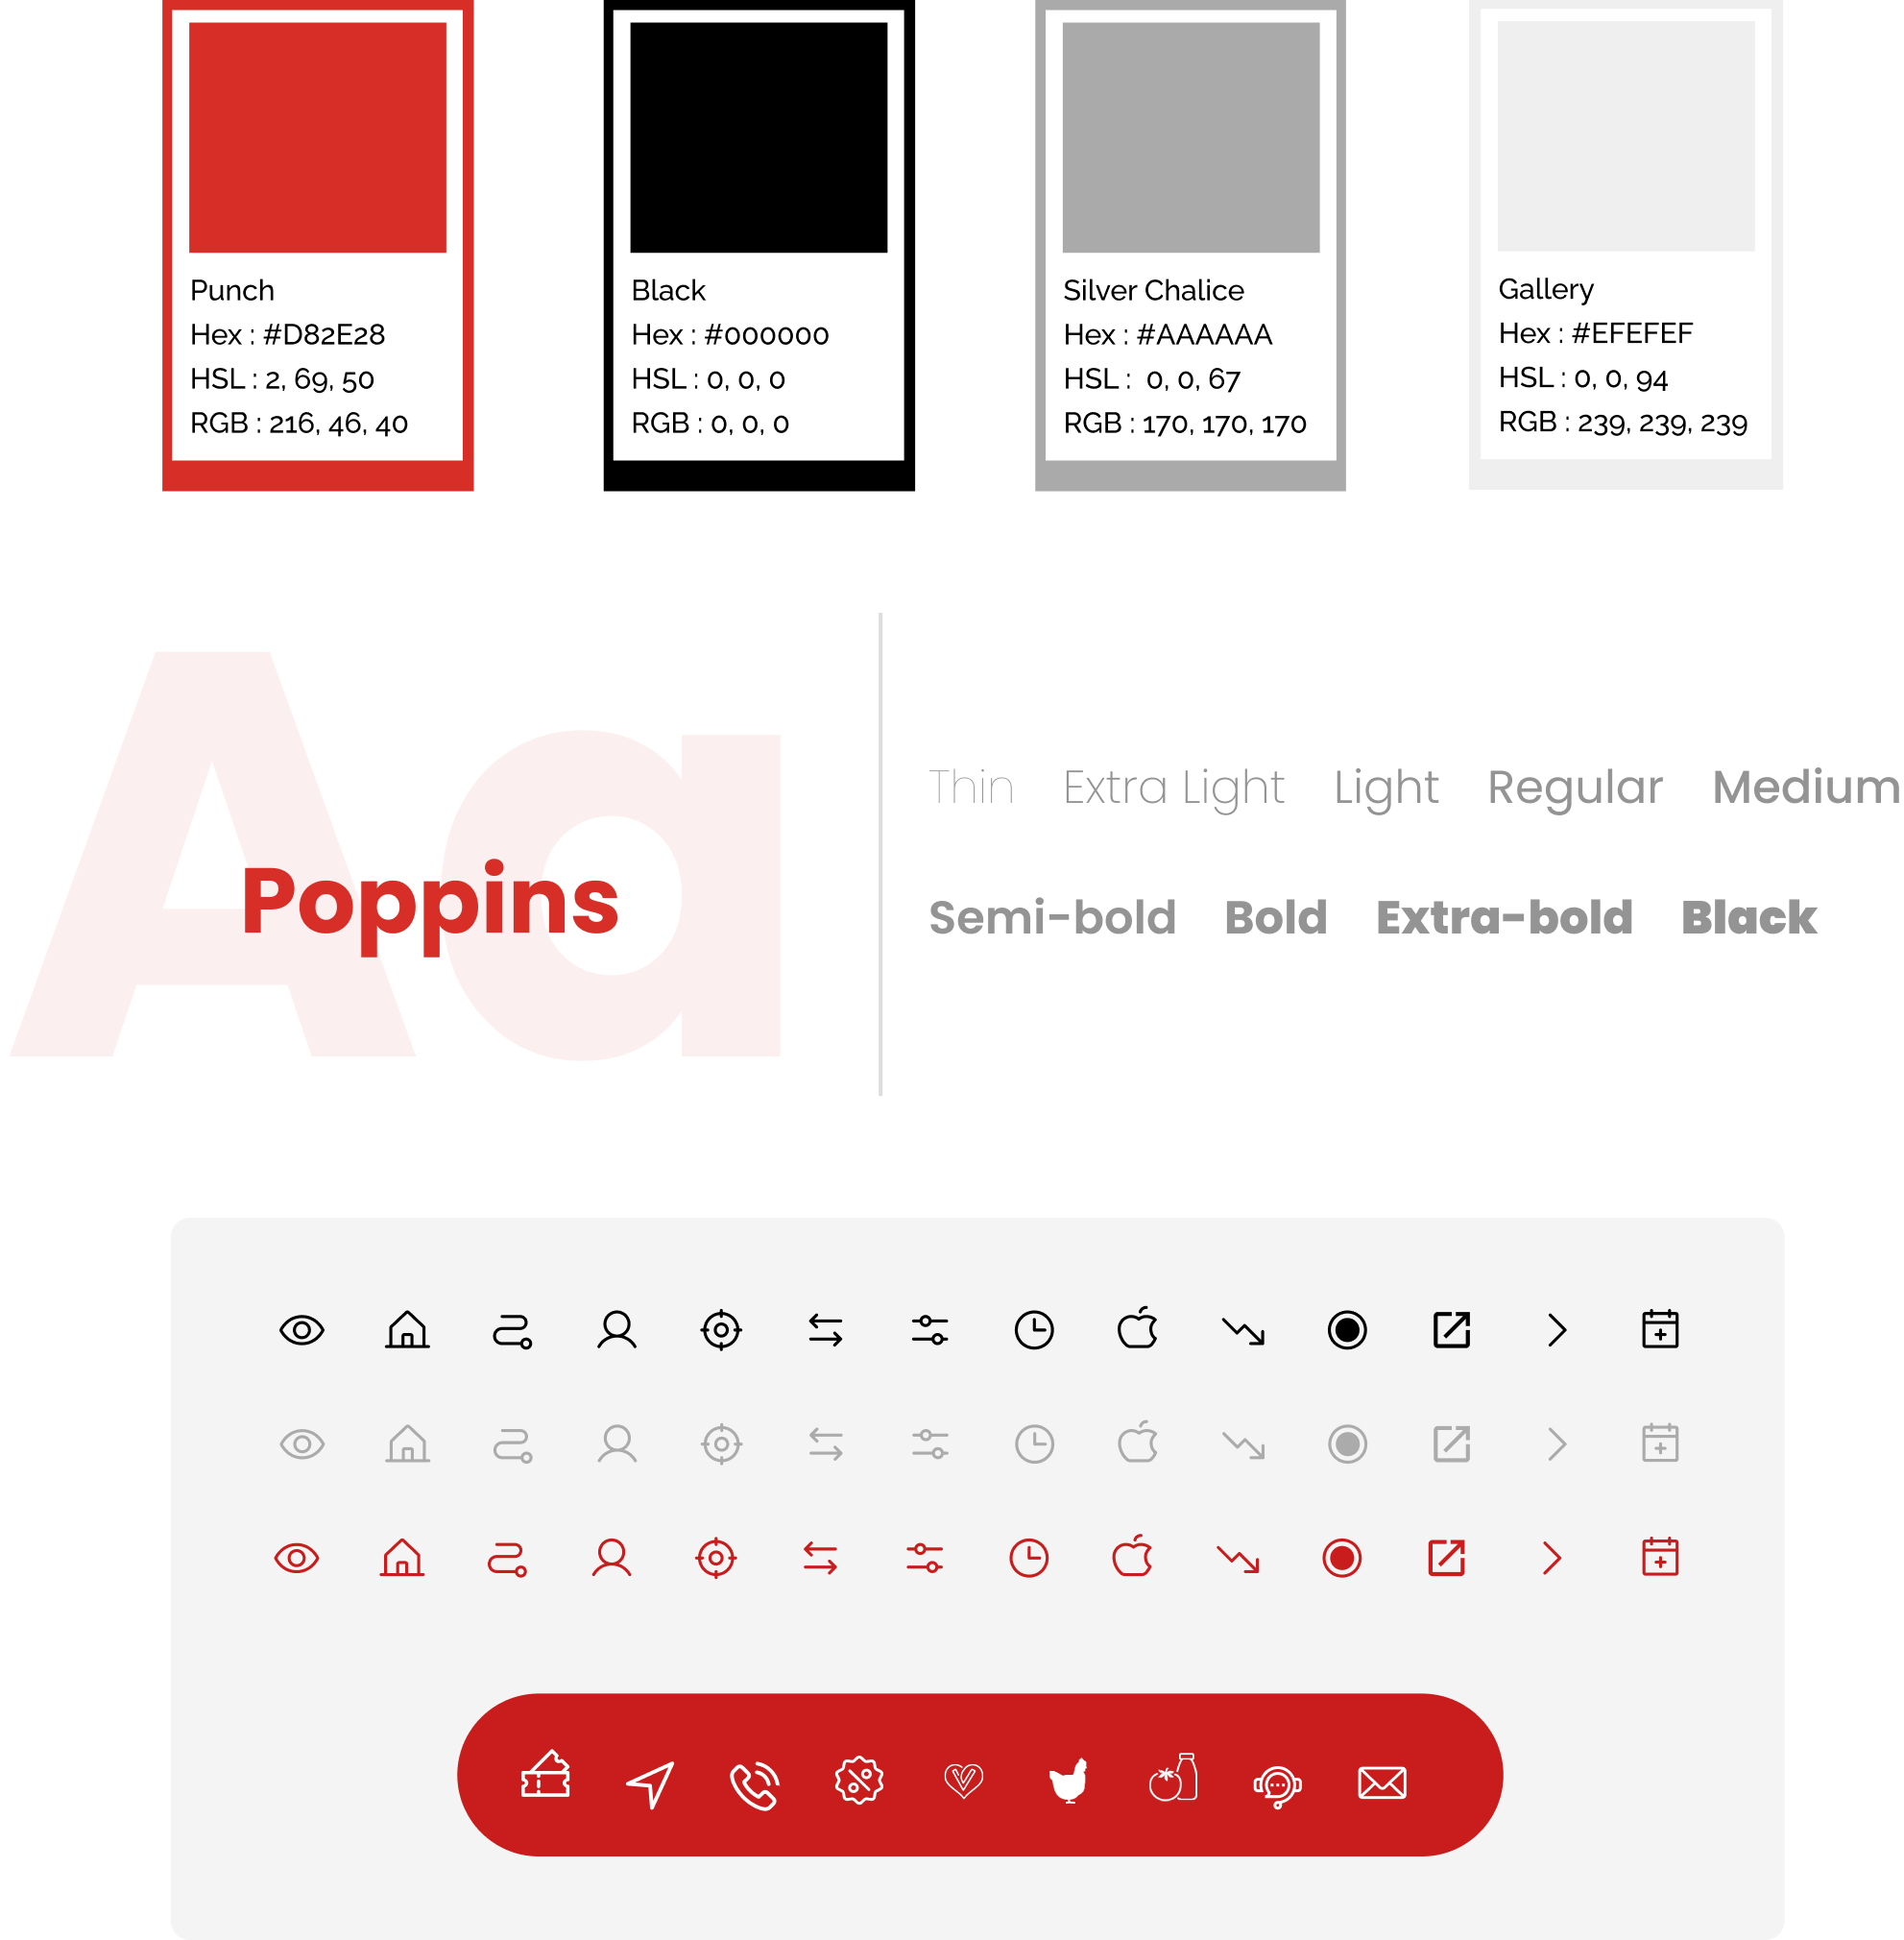 Punch
Hex : #D82E28
HSL : 2, 69, 50
RGB : 216, 46, 40
Black
Hex : #000000
HSL : 0, 0, 0
RGB : 0, 0, 0
Silver Chalice
Hex : #AAAAAA
HSL :  0, 0, 67
RGB : 170, 170, 170
Gallery
Hex : #EFEFEF
HSL : 0, 0, 94
RGB : 239, 239, 239
Aa
Poppins
Thin Extra Light Light Regular Medium
Semi-bold Bold Extra-bold Black